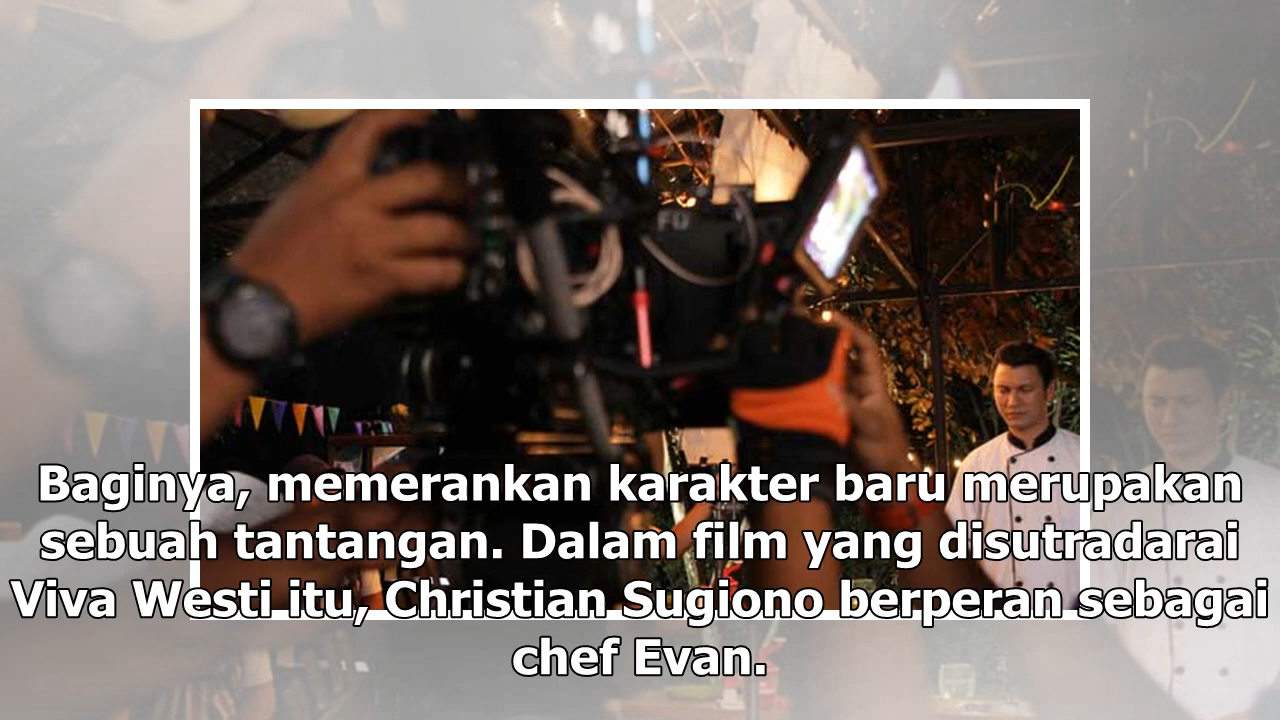 FU
Baginya, memerankan karakter baru merupakan
sebuah tantangan. Dalam film yang disutradarai
Viva Westi itu, Christian Sugiono berperan sebagai
chef Evan.